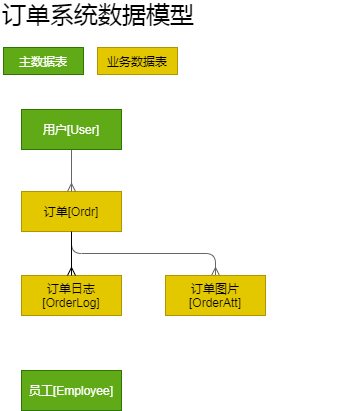 订单系统数据模型
主数据表
业务数据表
用户[User]
订单[Ordr]
订单日志
[OrderLog]
订单图片
[OrderAtt]
员工[Employee]